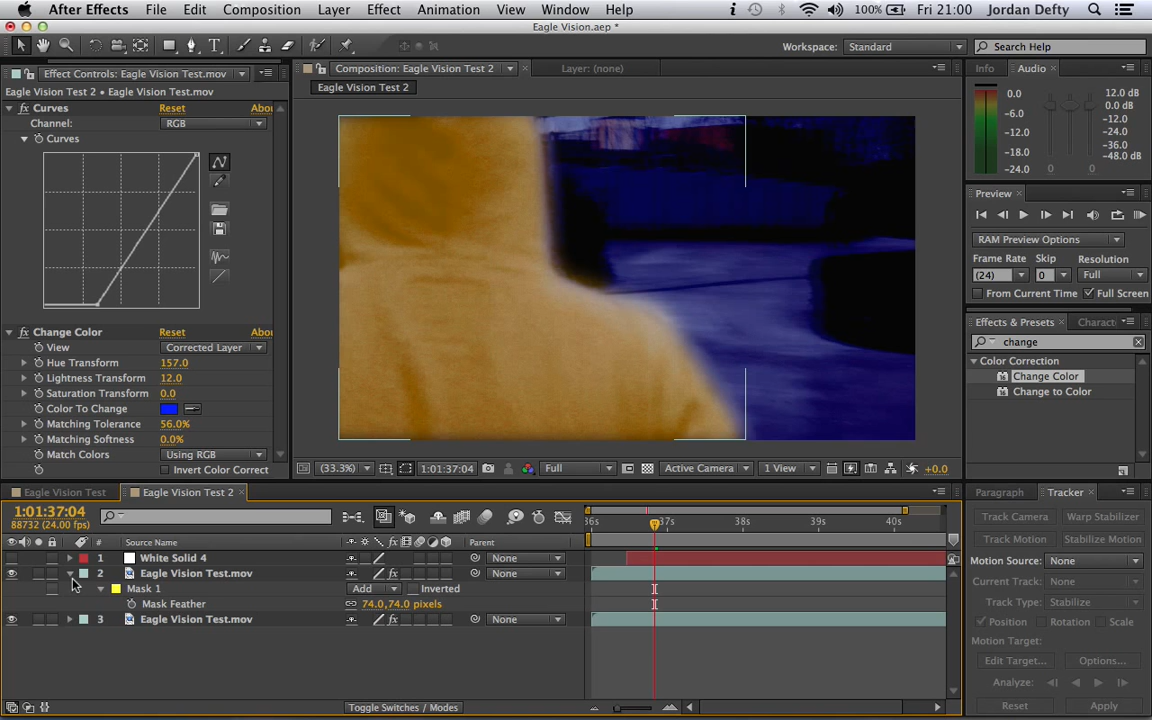 After Effects File Edit Composition Layer Effect Animation View Window Help 100% Fri 21:00 Jordan Defty
Eagle Vision.aep *
Workspace: Standard Search Help
Effect Controls: Eagle Vision Test.mov
Eagle Vision Test 2 • Eagle Vision Test.mov
fx Curves Reset Abou
Channel: RGB
Curves
fx Change Color Reset Abou
View Corrected Layer
Hue Transform 157.0
Lightness Transform 12.0
Saturation Transform 0.0
Color To Change
Matching Tolerance 56.0%
Matching Softness 0.0%
Match Colors Using RGB
Invert Color Correct
Composition: Eagle Vision Test 2 Layer: (none)
Eagle Vision Test 2
(33.3%) 1:01:37:04 Full Active Camera 1 View +0.0
Info Audio
0.0 12.0 dB
-6.0 0.0 dB
-12.0 -12.0
-18.0 -24.0
-24.0 -36.0
-48.0 dB
Preview
RAM Preview Options
Frame Rate Skip Resolution
(24) 0 Full
From Current Time Full Screen
Effects & Presets Charact
change
Color Correction
Change Color
Change to Color
Eagle Vision Test Eagle Vision Test 2
1:01:37:04
88732 (24.00 fps)
36s 37s 38s 39s 40s
# Source Name Parent
1 White Solid 4 None
2 Eagle Vision Test.mov fx None
Mask 1 Add Inverted
Mask Feather 74.0,74.0 pixels
3 Eagle Vision Test.mov fx None
Toggle Switches / Modes
Paragraph Tracker
Track Camera Warp Stabilizer
Track Motion Stabilize Motion
Motion Source: None
Current Track: None
Track Type: Stabilize
Position Rotation Scale
Motion Target:
Edit Target... Options...
Analyze:
Reset Apply